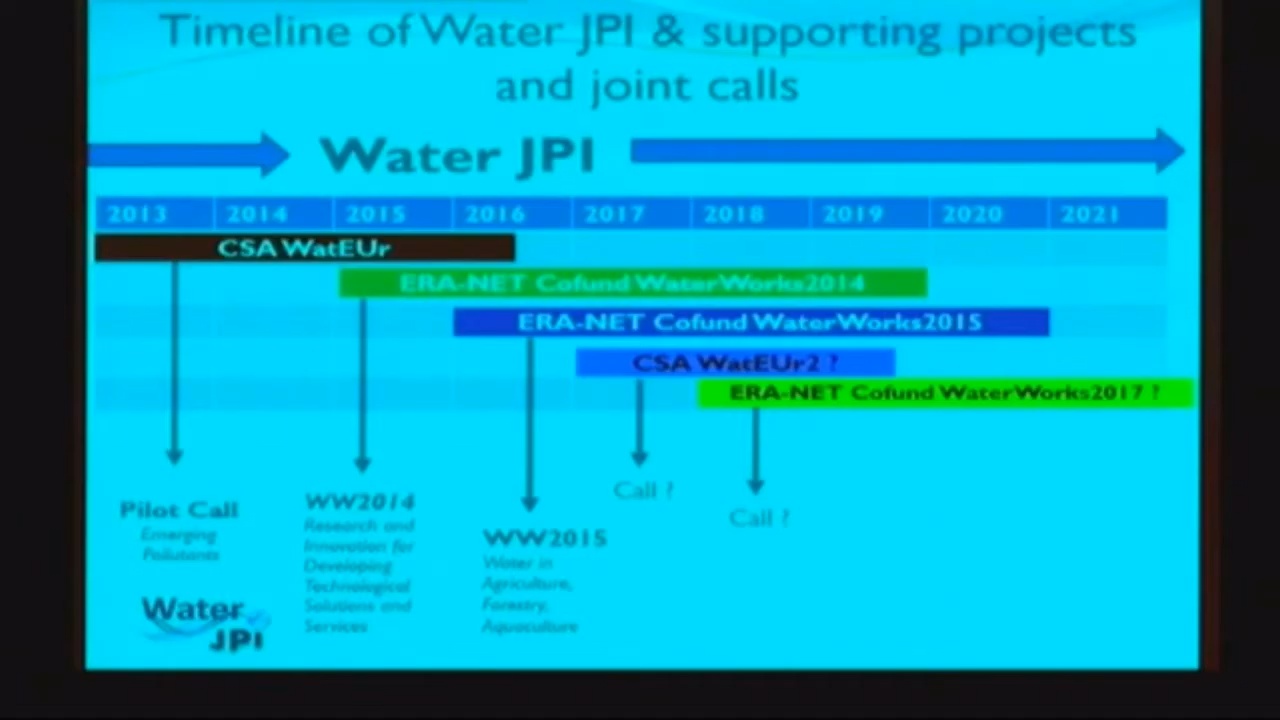 Timeline of Water JPI & supporting projects
and joint calls
Water JPI
2013 2014 2015 2016 2017 2018 2019 2020 2021
CSA WatEUr
ERA-NET Cofund WaterWorks2014
ERA-NET Cofund WaterWorks2015
CSA WatEUr2 ?
ERA-NET Cofund WaterWorks2017 ?
Pilot Call
Emerging
Pollutants
WW2014
Research and
Innovation for
Developing
Technological
Solutions and
Services
WW2015
Water in
Agriculture,
Forestry,
Aquaculture
Call ?
Call ?
Water
JPI